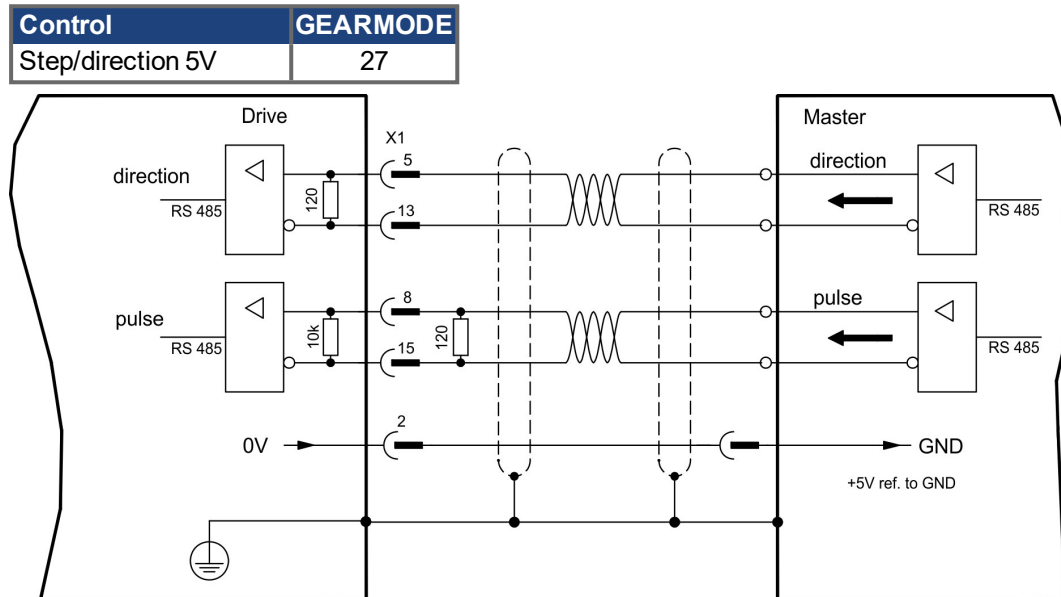 Control GEARMODE
Step/direction 5V 27
Drive Master
X1
direction 5 direction
120
RS 485 13 RS 485
pulse 8 pulse
10k 120
RS 485 15 RS 485
2
0V GND
+5V ref. to GND